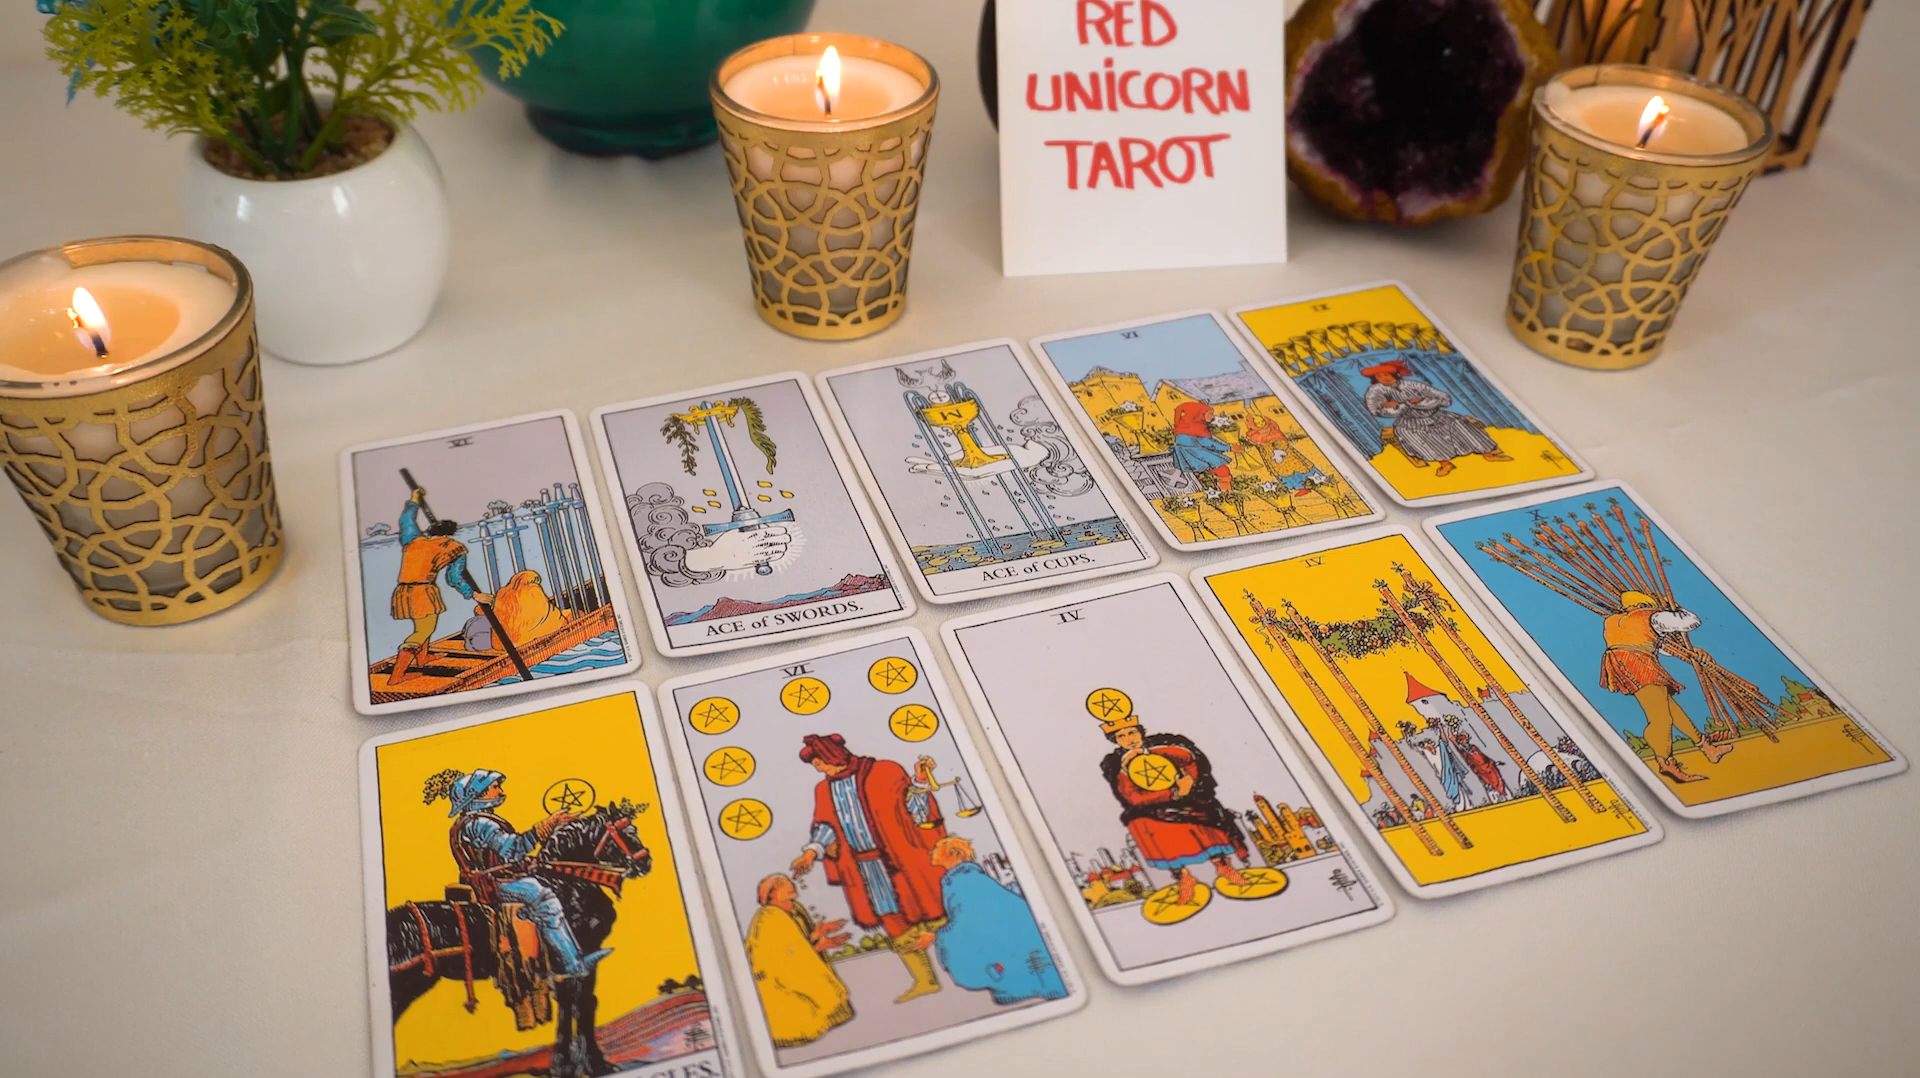 RED
UNICORN
TAROT
VI
ACE of SWORDS.
ACE of CUPS.
VI
IX
VI
IV
IV
X